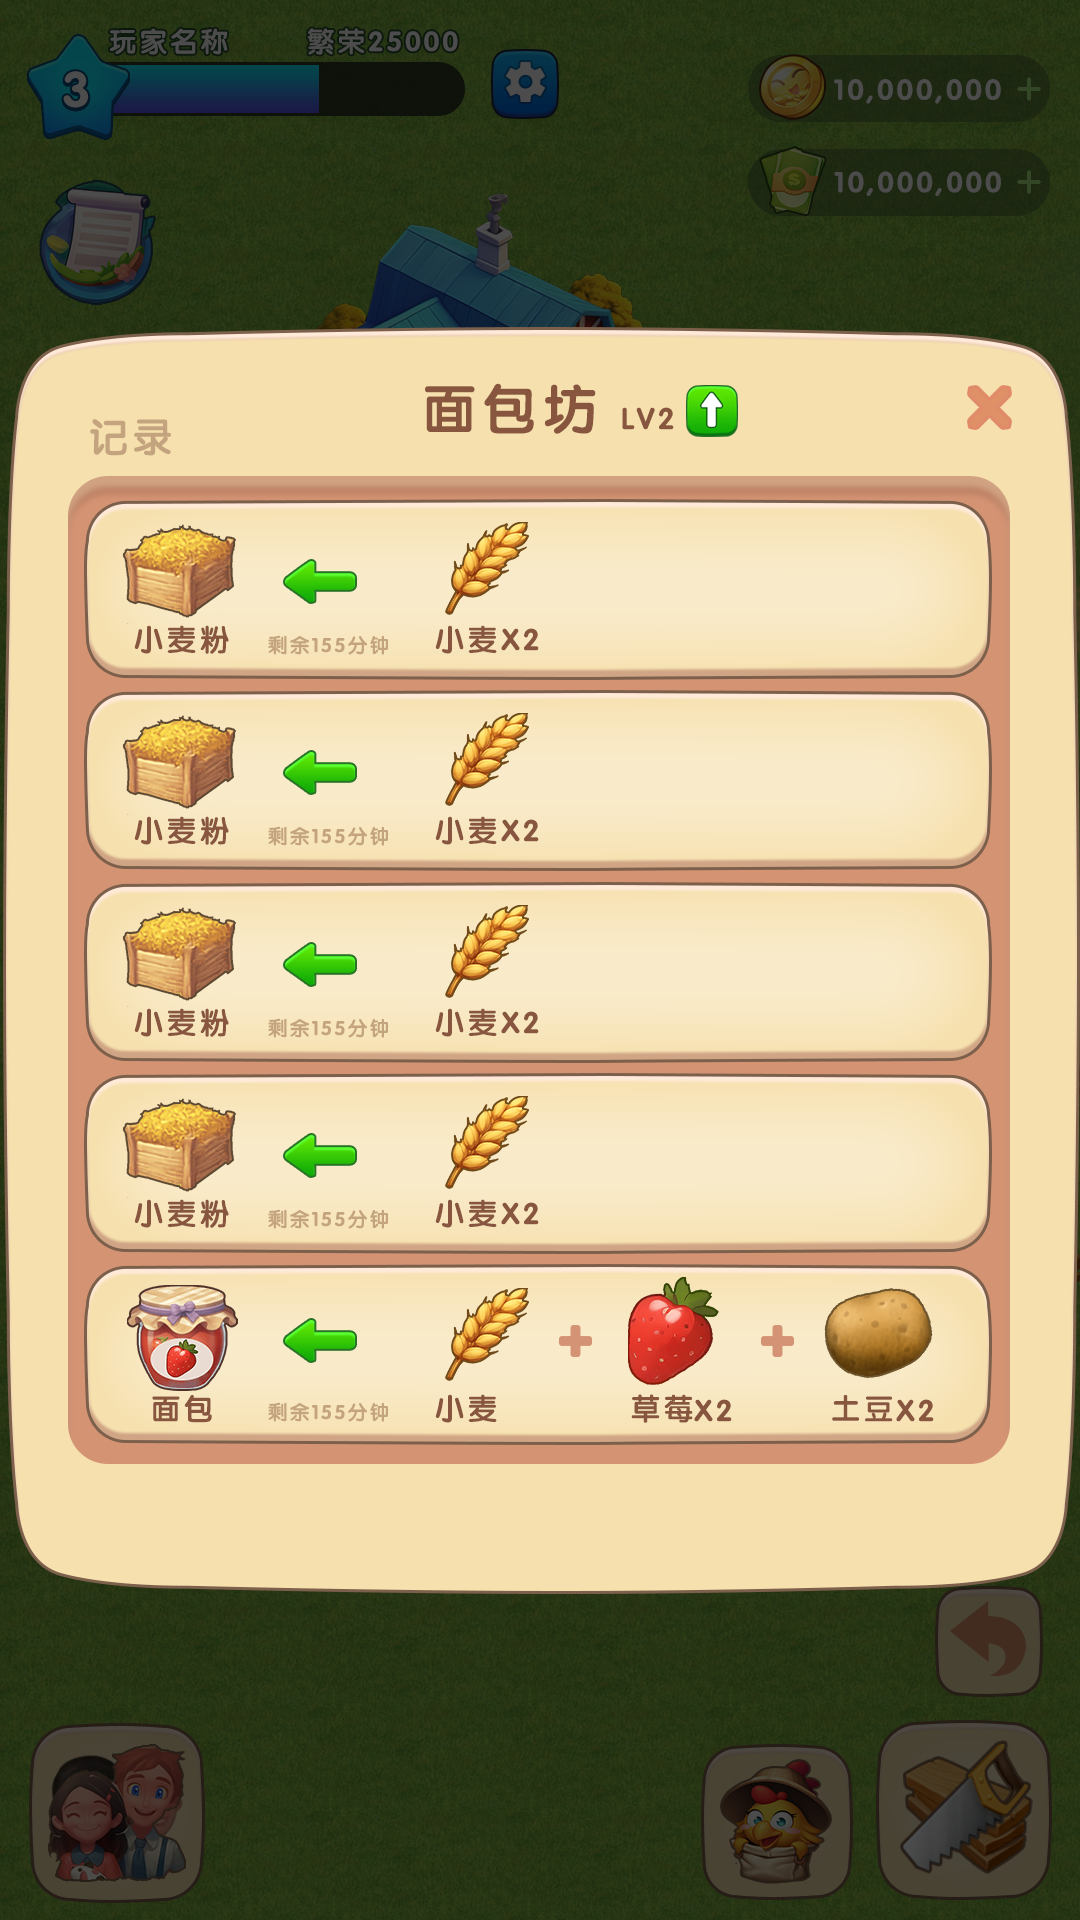 玩家名称 繁荣25000
3
10,000,000
10,000,000
面包坊 LV2
记录
小麦粉 剩余155分钟 小麦X2
小麦粉 剩余155分钟 小麦X2
小麦粉 剩余155分钟 小麦X2
小麦粉 剩余155分钟 小麦X2
面包 剩余155分钟 小麦 草莓X2 土豆X2